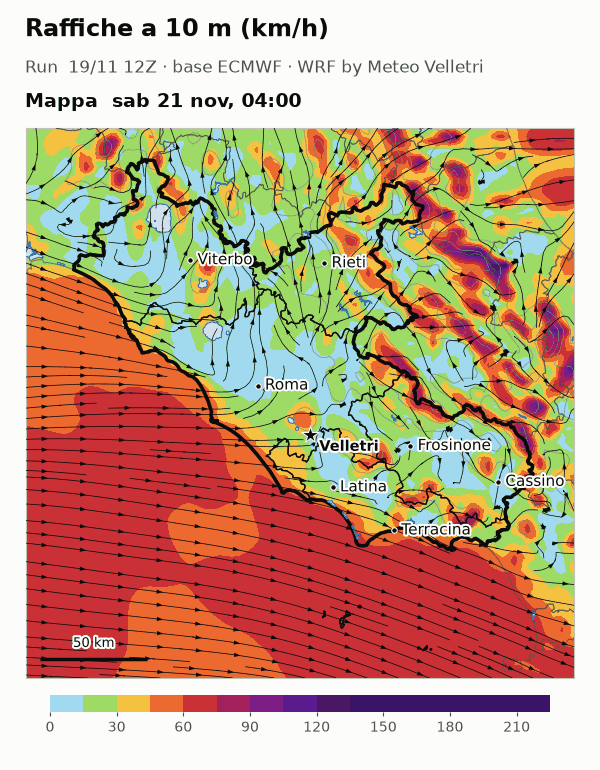 Raffiche a 10 m (km/h)
Run  19/11 12Z · base ECMWF · WRF by Meteo Velletri
Mappa  sab 21 nov, 04:00
Viterbo
Rieti
Roma
Velletri
Frosinone
Latina
Cassino
Terracina
50 km
0 30 60 90 120 150 180 210